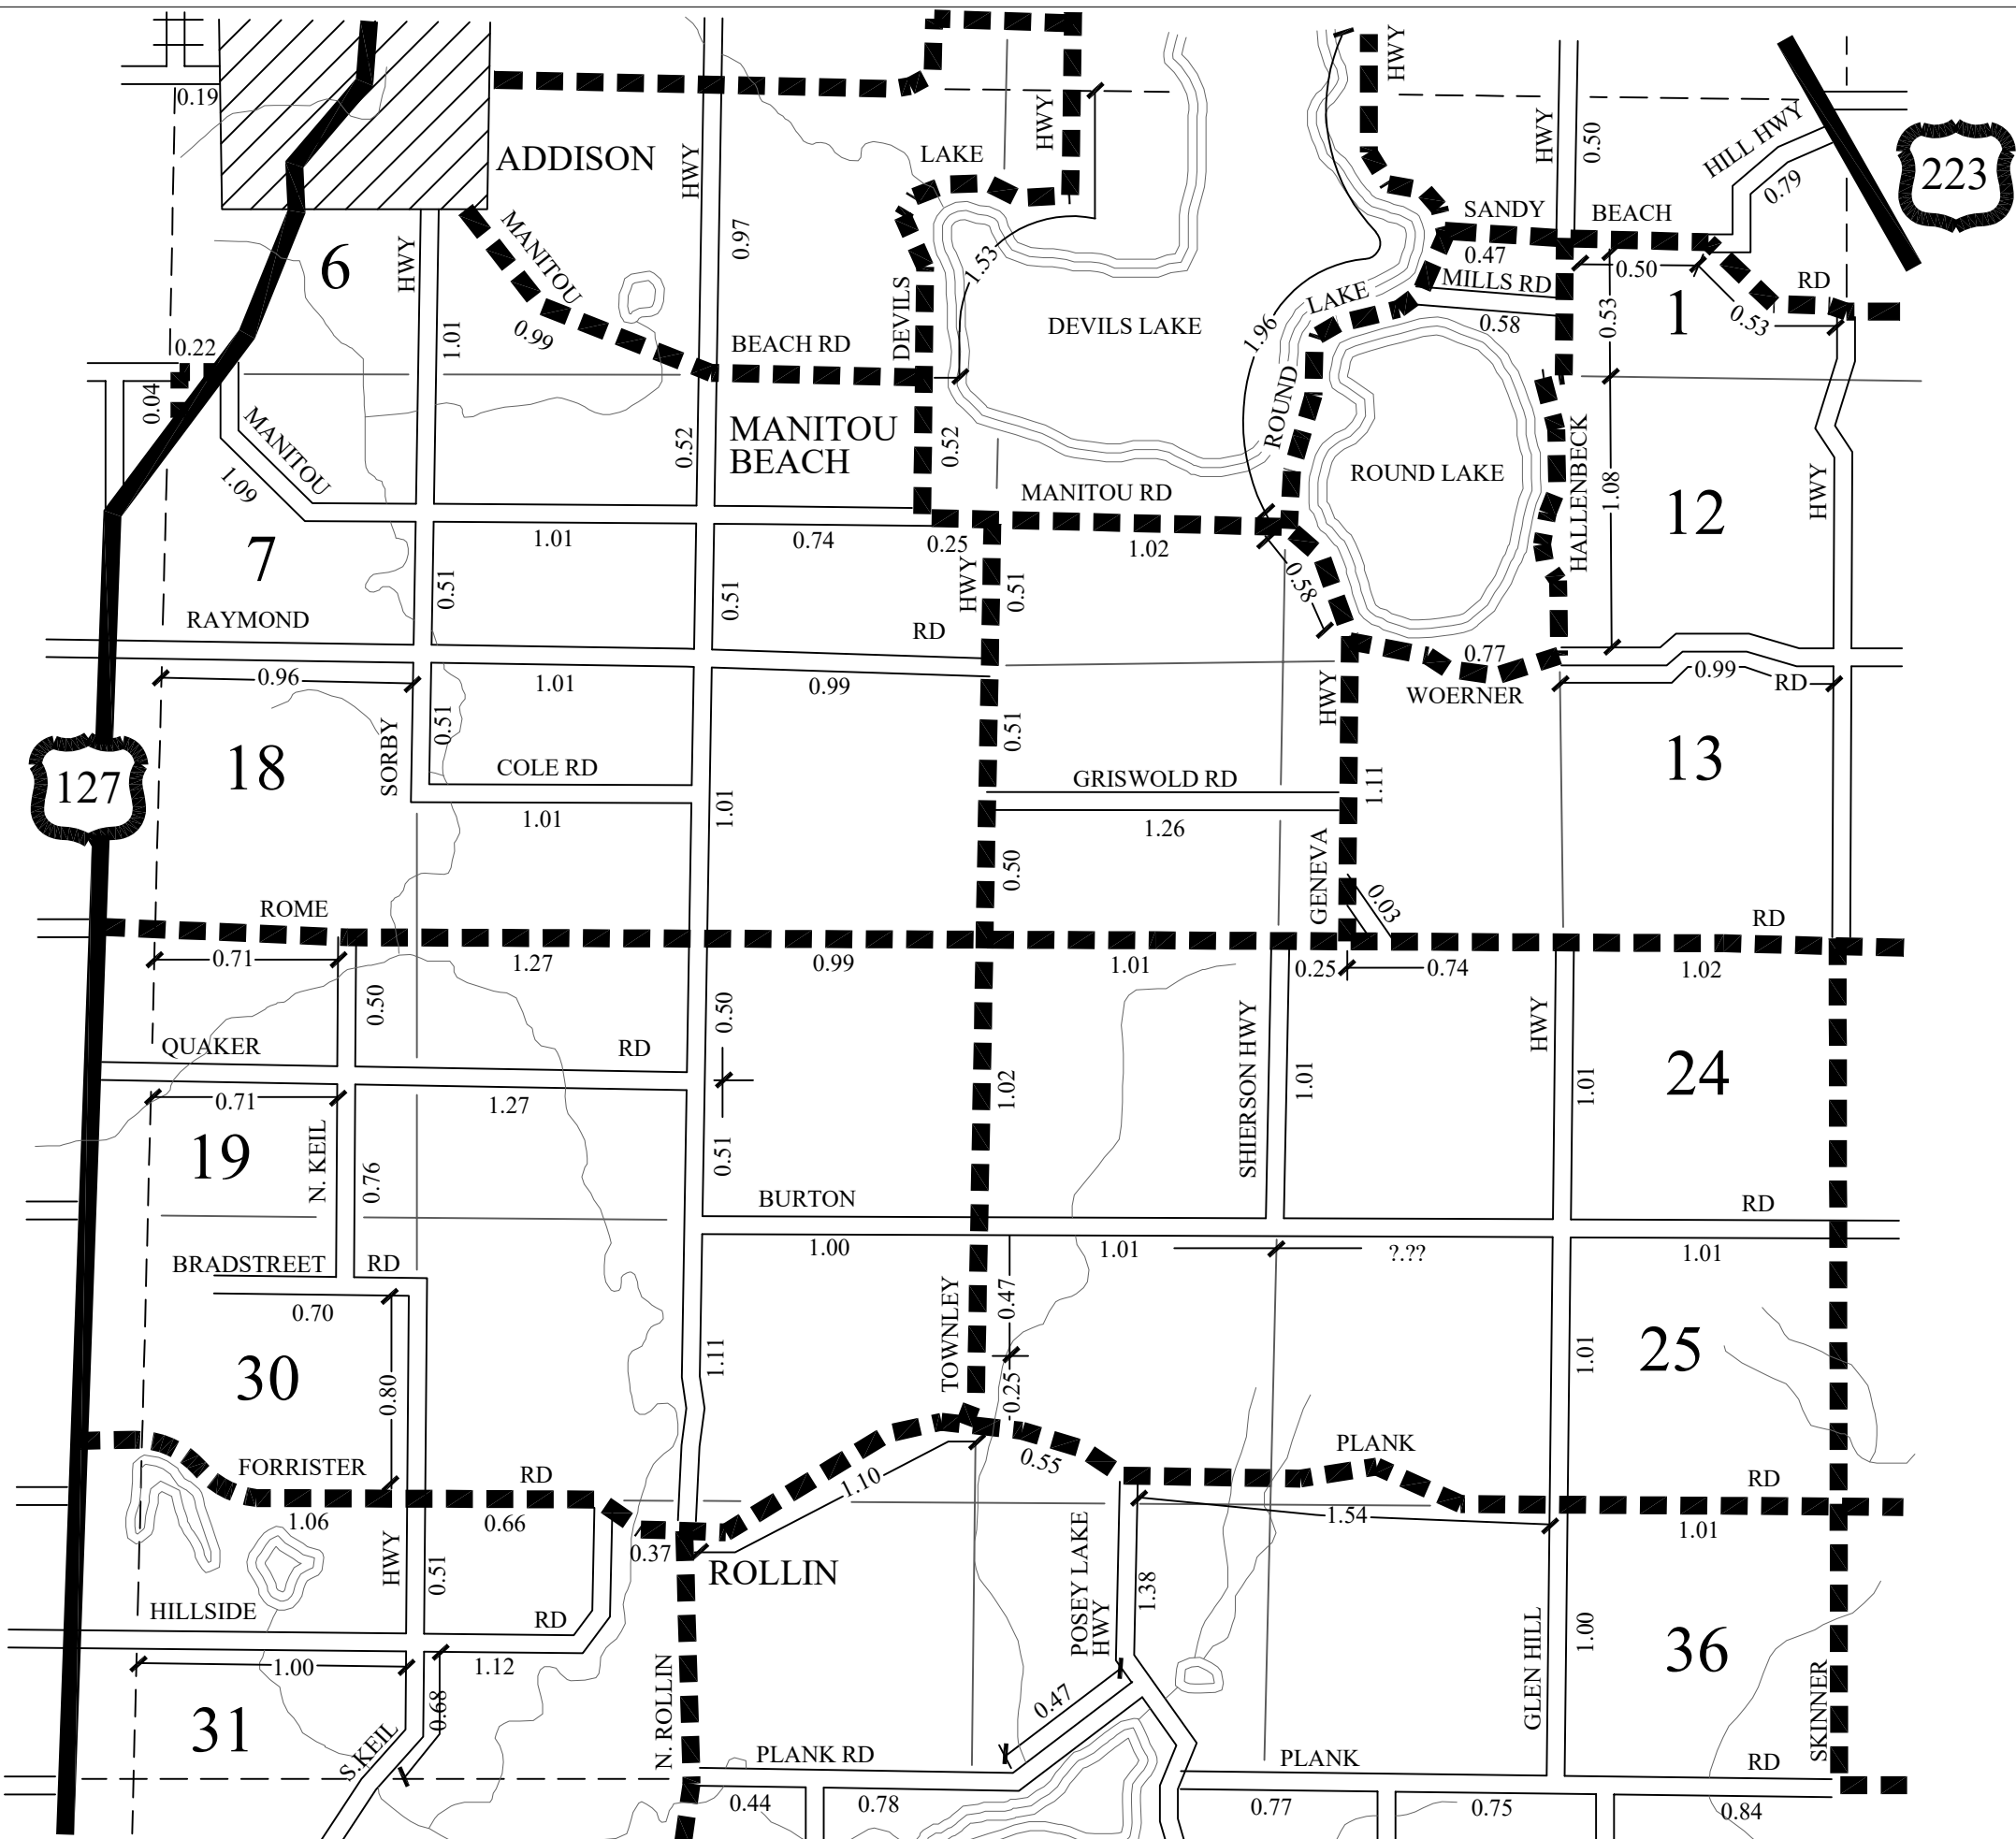 0.19
ADDISON
HWY
LAKE
HWY
HWY
HWY
0.50
HILL HWY
0.79
223
MANITOU
0.97
1.53
SANDY
BEACH
0.47
0.50
6
HWY
MILLS RD
RD
0.53
0.53
1
1.01
0.99
0.58
LAKE
1.96
DEVILS
DEVILS LAKE
BEACH RD
0.22
0.04
MANITOU
BEACH
MANITOU
1.09
0.52
0.52
ROUND
ROUND LAKE
HALLENBECK
1.08
12
HWY
MANITOU RD
7
1.01
0.74
0.25
1.02
0.51
0.51
HWY
0.51
0.58
RAYMOND
RD
0.96
1.01
0.99
0.77
WOERNER
0.99
RD
HWY
SORBY
0.51
0.51
127
18
COLE RD
1.01
1.01
GRISWOLD RD
1.26
1.11
13
0.50
GENEVA
0.03
ROME
RD
0.71
1.27
0.99
1.01
0.25
0.74
1.02
0.50
0.50
HWY
QUAKER
RD
0.71
1.27
1.02
SHIERSON HWY
1.01
1.01
24
19
N. KEIL
0.76
0.51
BURTON
RD
1.00
1.01
?.??
1.01
BRADSTREET
RD
0.70
0.47
TOWNLEY
1.11
1.01
25
30
0.80
0.25
0.55
PLANK
FORRISTER
RD
RD
1.10
1.06
0.66
1.54
1.01
0.37
ROLLIN
HWY
0.51
POSEY LAKE
HWY
1.38
HILLSIDE
RD
1.00
1.12
GLEN HILL
1.00
36
SKINNER
0.47
0.68
31
S.KEIL
N. ROLLIN
PLANK RD
PLANK
RD
0.44
0.78
0.77
0.75
0.84